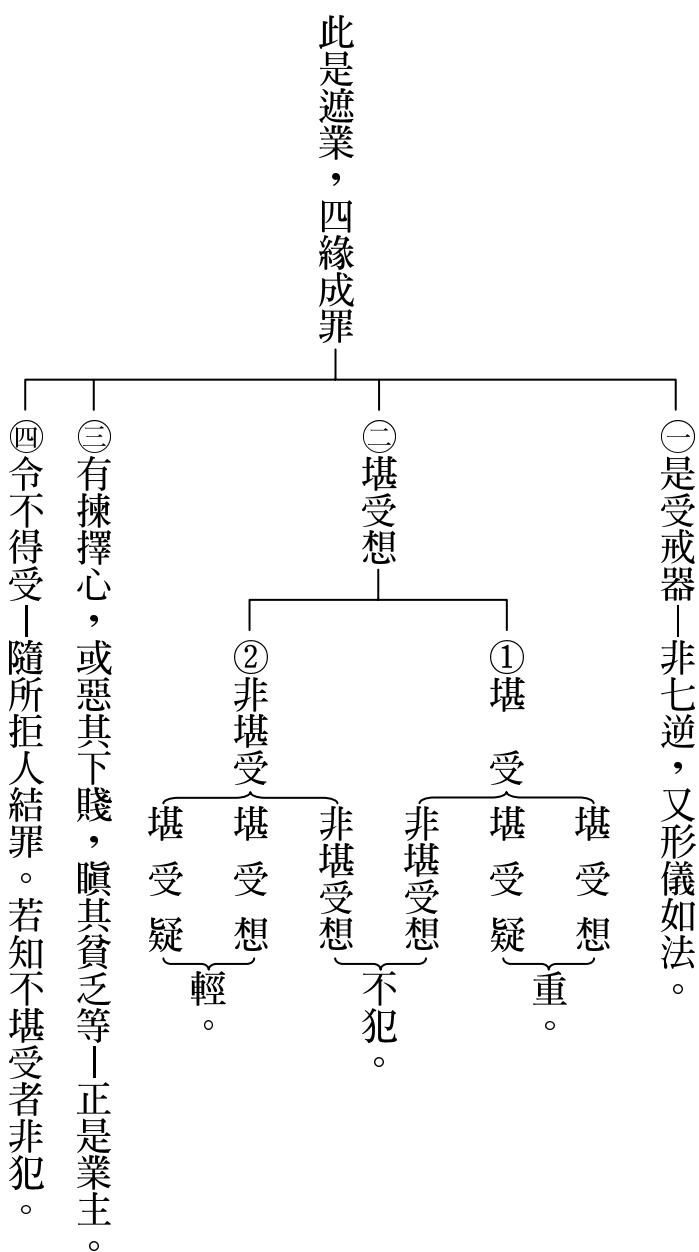 此是遮業，四緣成罪
㊀是受戒器—非七逆，又形儀如法。
㊁堪受想
①堪受
堪受想
堪受疑
重。
非堪受想
②非堪受
非堪受想
不犯。
堪受想
堪受疑
輕。
㊂有揀擇心，或惡其下賤，瞋其貧乏等—正是業主。
㊃令不得受—隨所拒人結罪。若知不堪受者非犯。